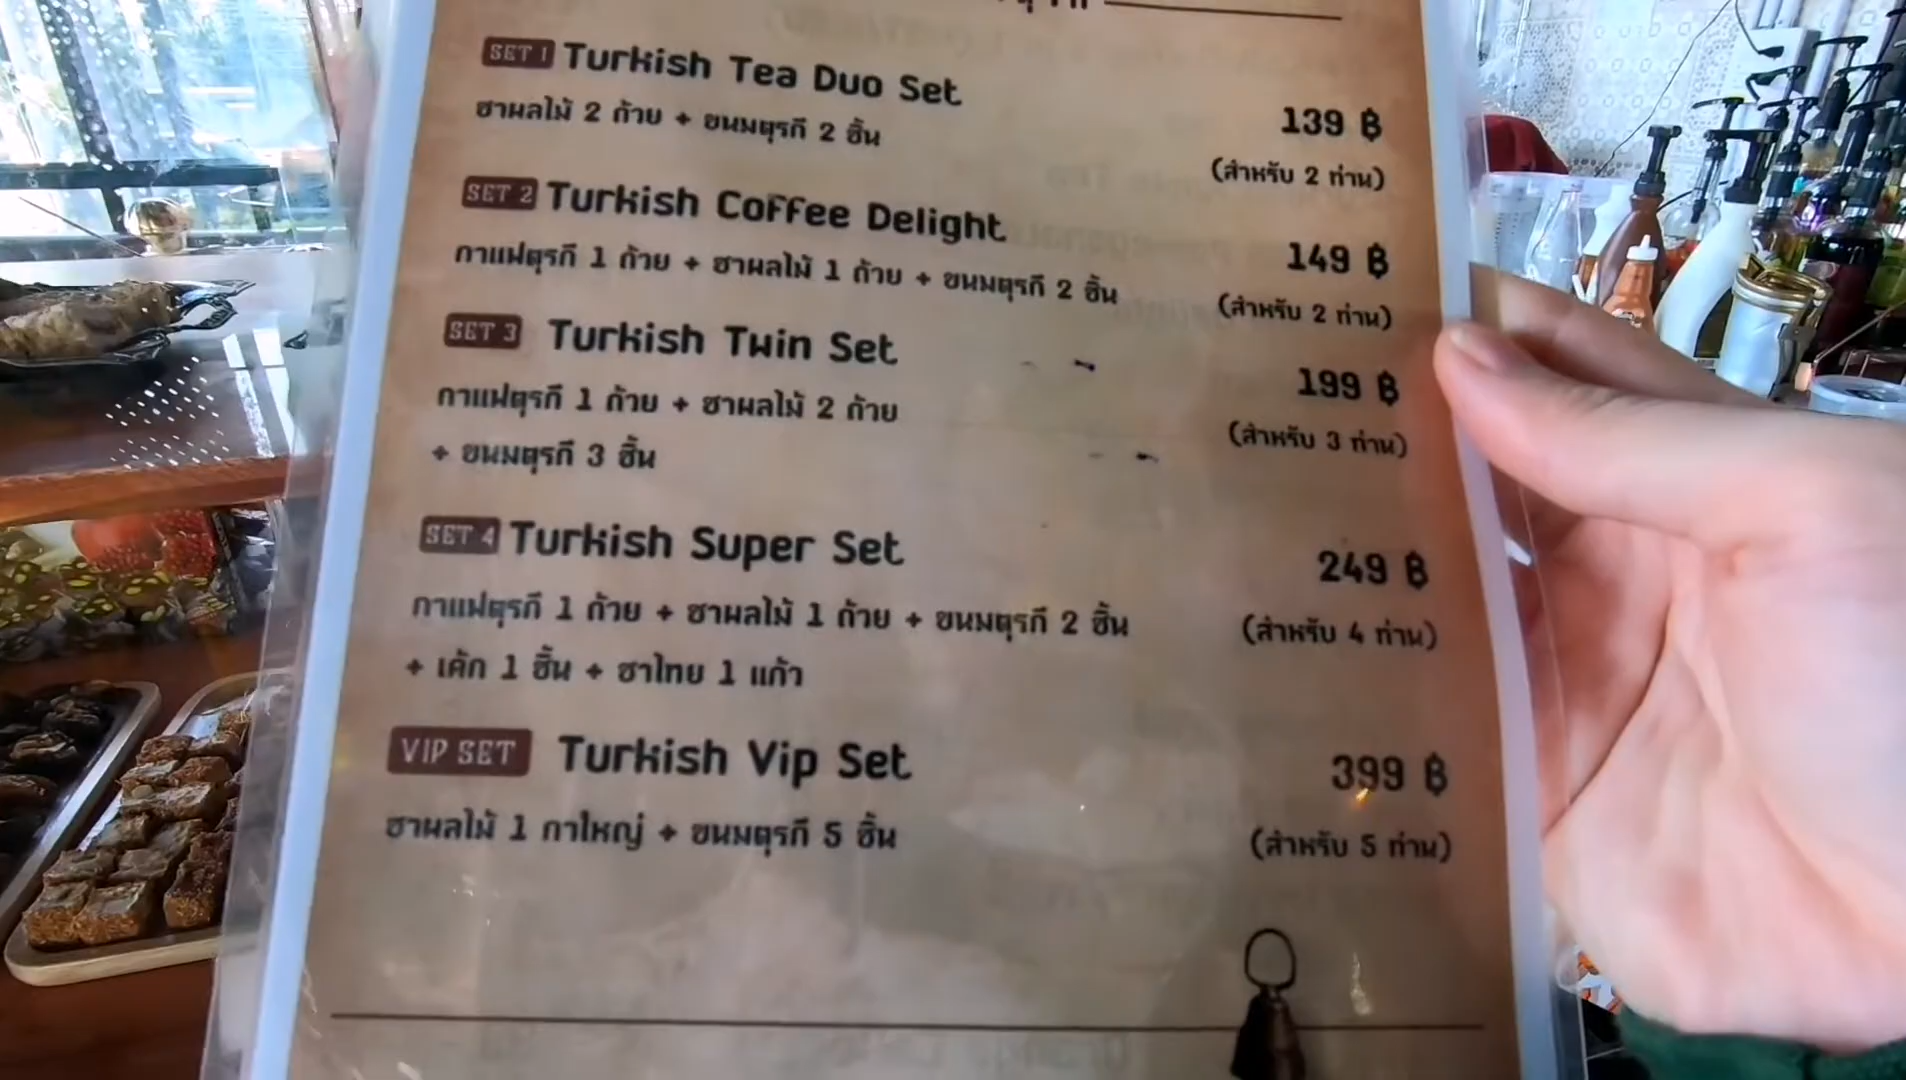 SET 1 Turkish Tea Duo Set
139 ฿
ชาผลไม้ 2 ถ้วย + ขนมตุรกี 2 ชิ้น
(สำหรับ 2 ท่าน)
SET 2 Turkish Coffee Delight
149 ฿
กาแฟตุรกี 1 ถ้วย + ชาผลไม้ 1 ถ้วย + ขนมตุรกี 2 ชิ้น
(สำหรับ 2 ท่าน)
SET 3 Turkish Twin Set
199 ฿
กาแฟตุรกี 1 ถ้วย + ชาผลไม้ 2 ถ้วย
(สำหรับ 3 ท่าน)
+ ขนมตุรกี 3 ชิ้น
SET 4 Turkish Super Set
249 ฿
กาแฟตุรกี 1 ถ้วย + ชาผลไม้ 1 ถ้วย + ขนมตุรกี 2 ชิ้น
(สำหรับ 4 ท่าน)
+ เค้ก 1 ชิ้น + ชาไทย 1 แก้ว
VIP SET Turkish Vip Set
399 ฿
ชาผลไม้ 1 กาใหญ่ + ขนมตุรกี 5 ชิ้น
(สำหรับ 5 ท่าน)